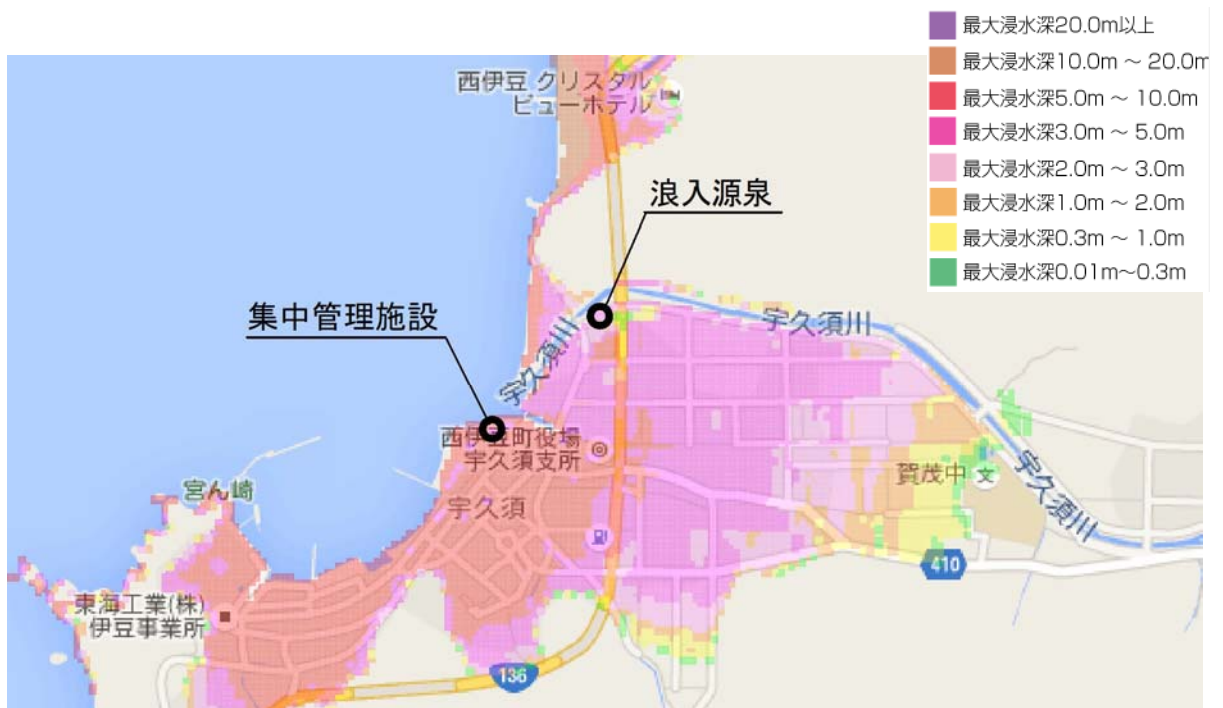 最大浸水深20.0m以上
最大浸水深10.0m ～ 20.0m
最大浸水深5.0m ～ 10.0m
最大浸水深3.0m ～ 5.0m
最大浸水深2.0m ～ 3.0m
最大浸水深1.0m ～ 2.0m
最大浸水深0.3m ～ 1.0m
最大浸水深0.01m～0.3m
西伊豆 クリスタル
ビューホテル
浪入源泉
集中管理施設
宇久須川
宇久須川
西伊豆町役場
宇久須支所
賀茂中
文
宇久須川
宮ん崎
宇久須
410
東海工業(株)
伊豆事業所
136